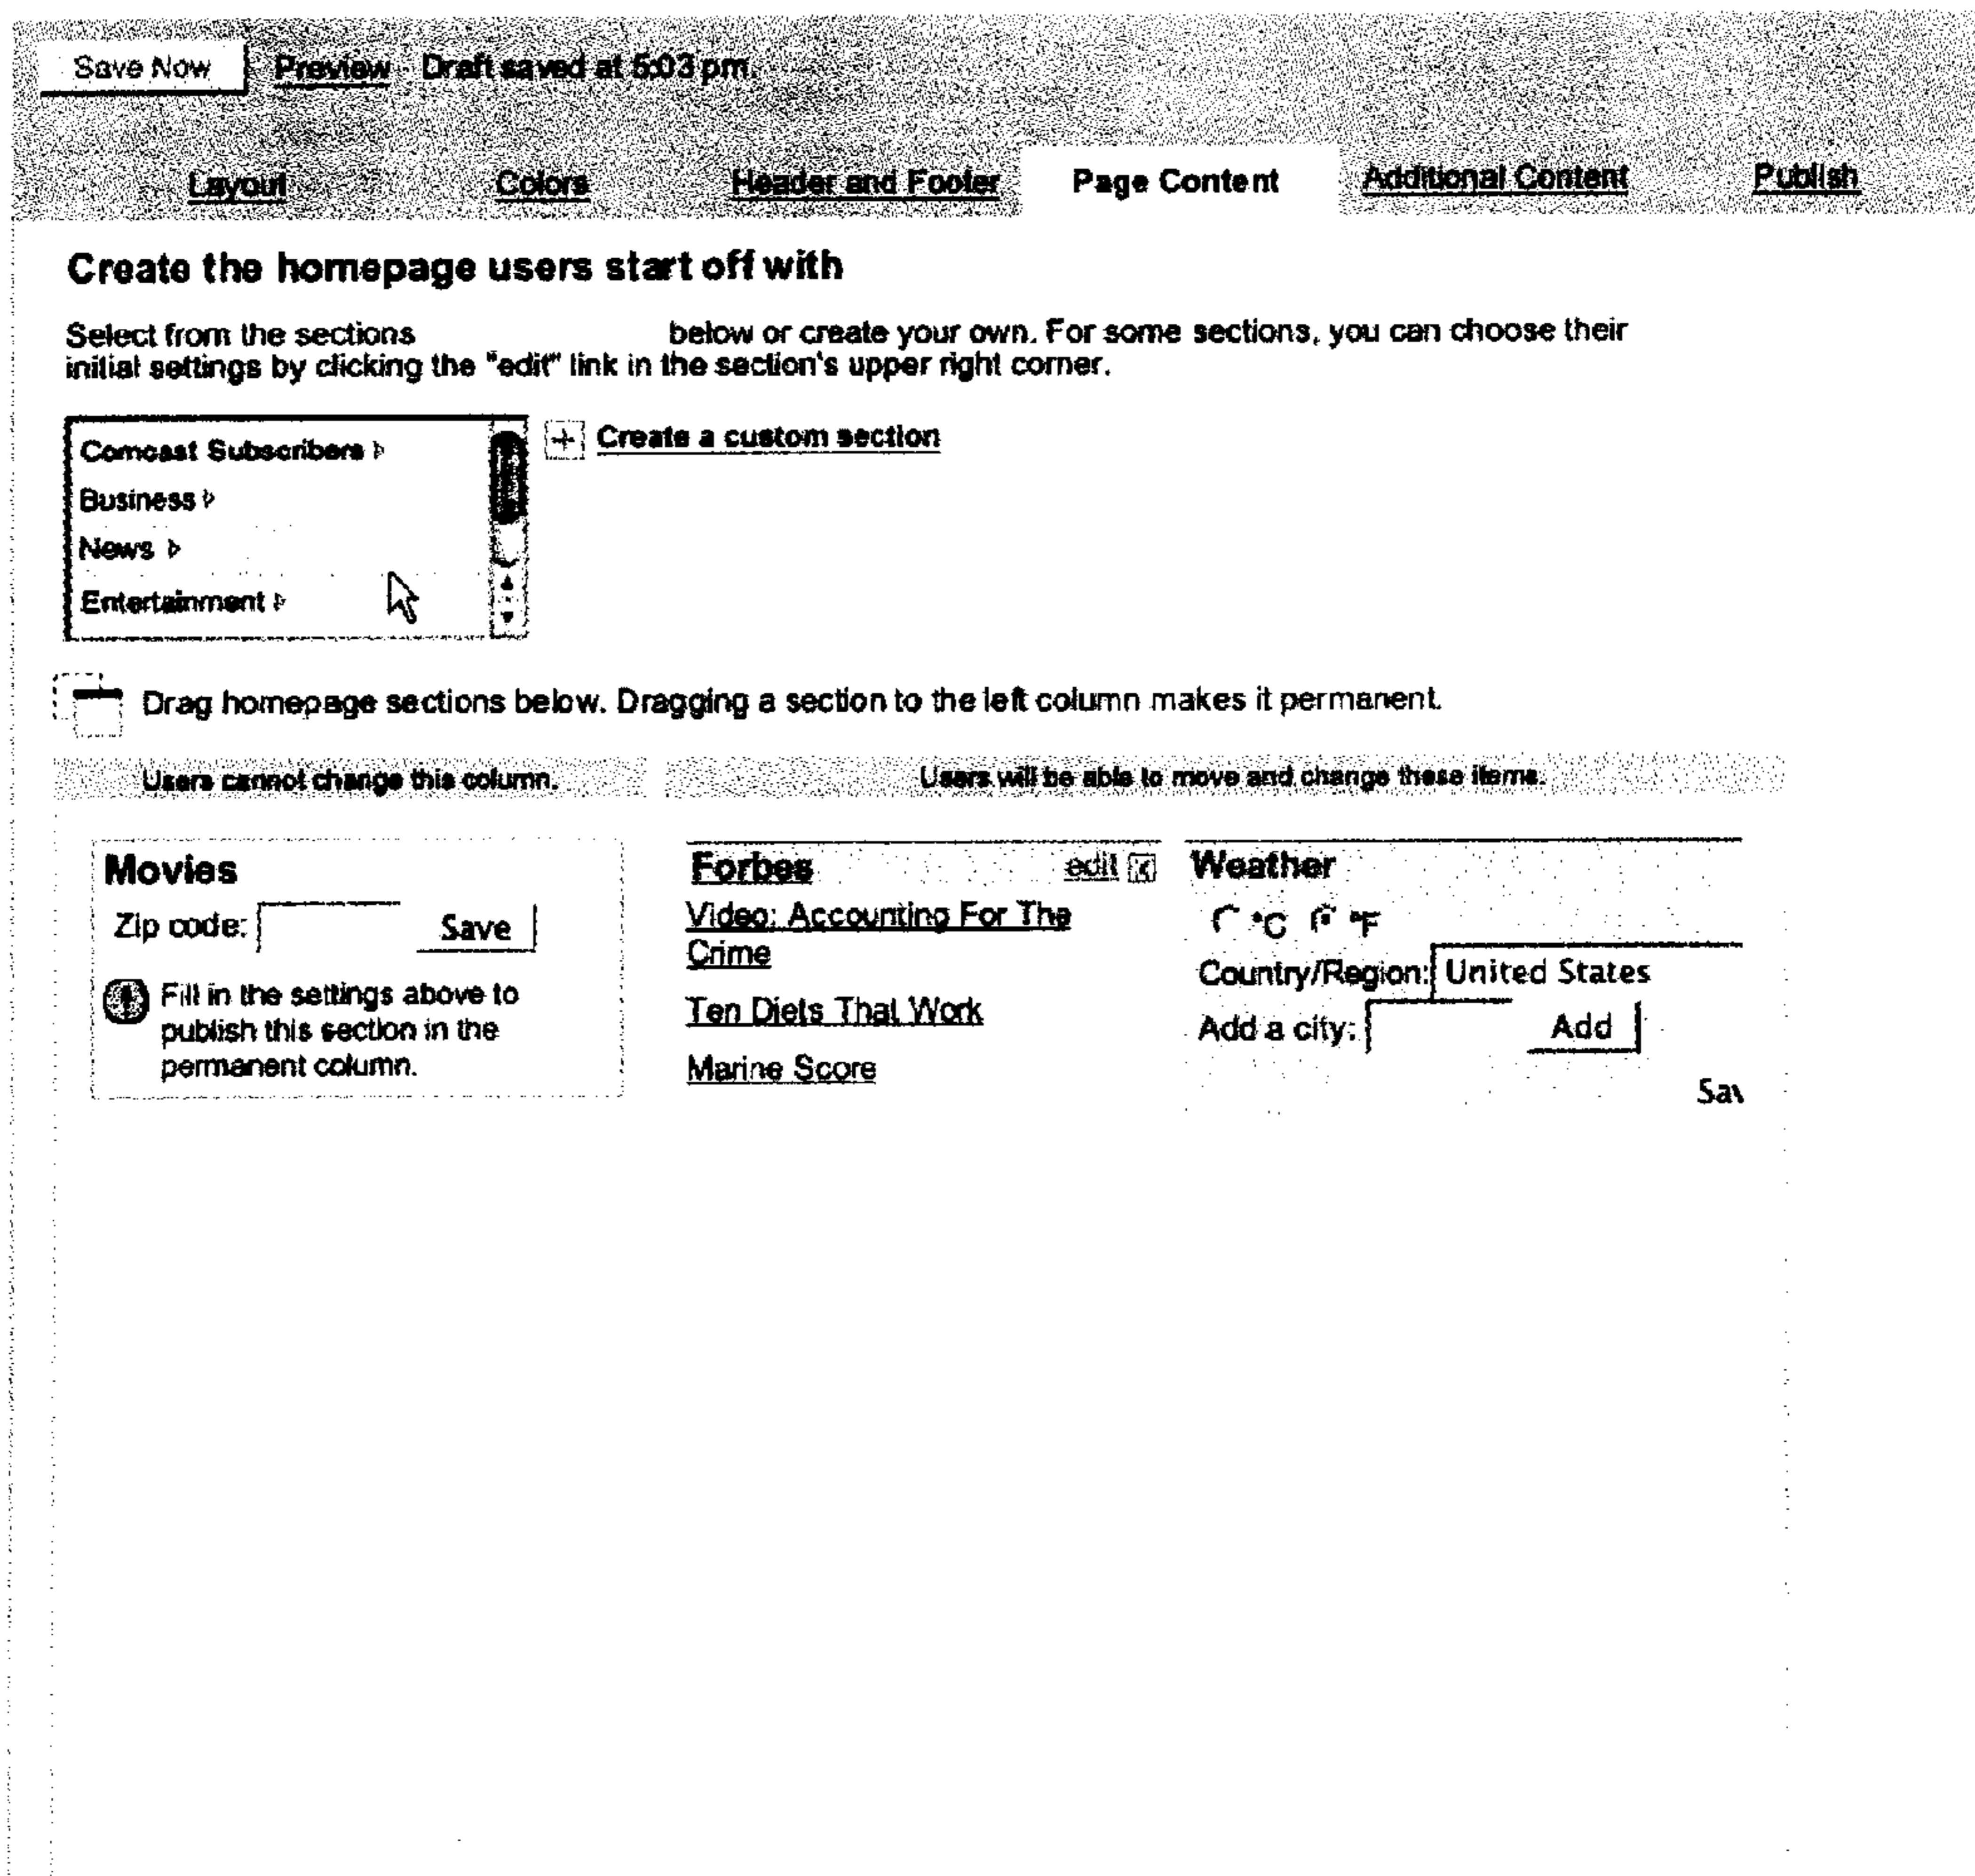 Save Now Preview - Draft saved at 5:03 pm.
Layout Colors Header and Footer Page Content Additional Content Publish
Create the homepage users start off with
Select from the sections below or create your own. For some sections, you can choose their
initial settings by clicking the "edit" link in the section's upper right corner.
Comcast Subscribers
Create a custom section
Business
News
Entertainment
Drag homepage sections below. Dragging a section to the left column makes it permanent.
Users cannot change this column.
Users will be able to move and change these items.
Movies
Zip code: Save
Fill in the settings above to
publish this section in the
permanent column.
Forbes edit x
Video: Accounting For The
Crime
Ten Diets That Work
Marine Score
Weather
°C °F
Country/Region: United States
Add a city: Add
Sav